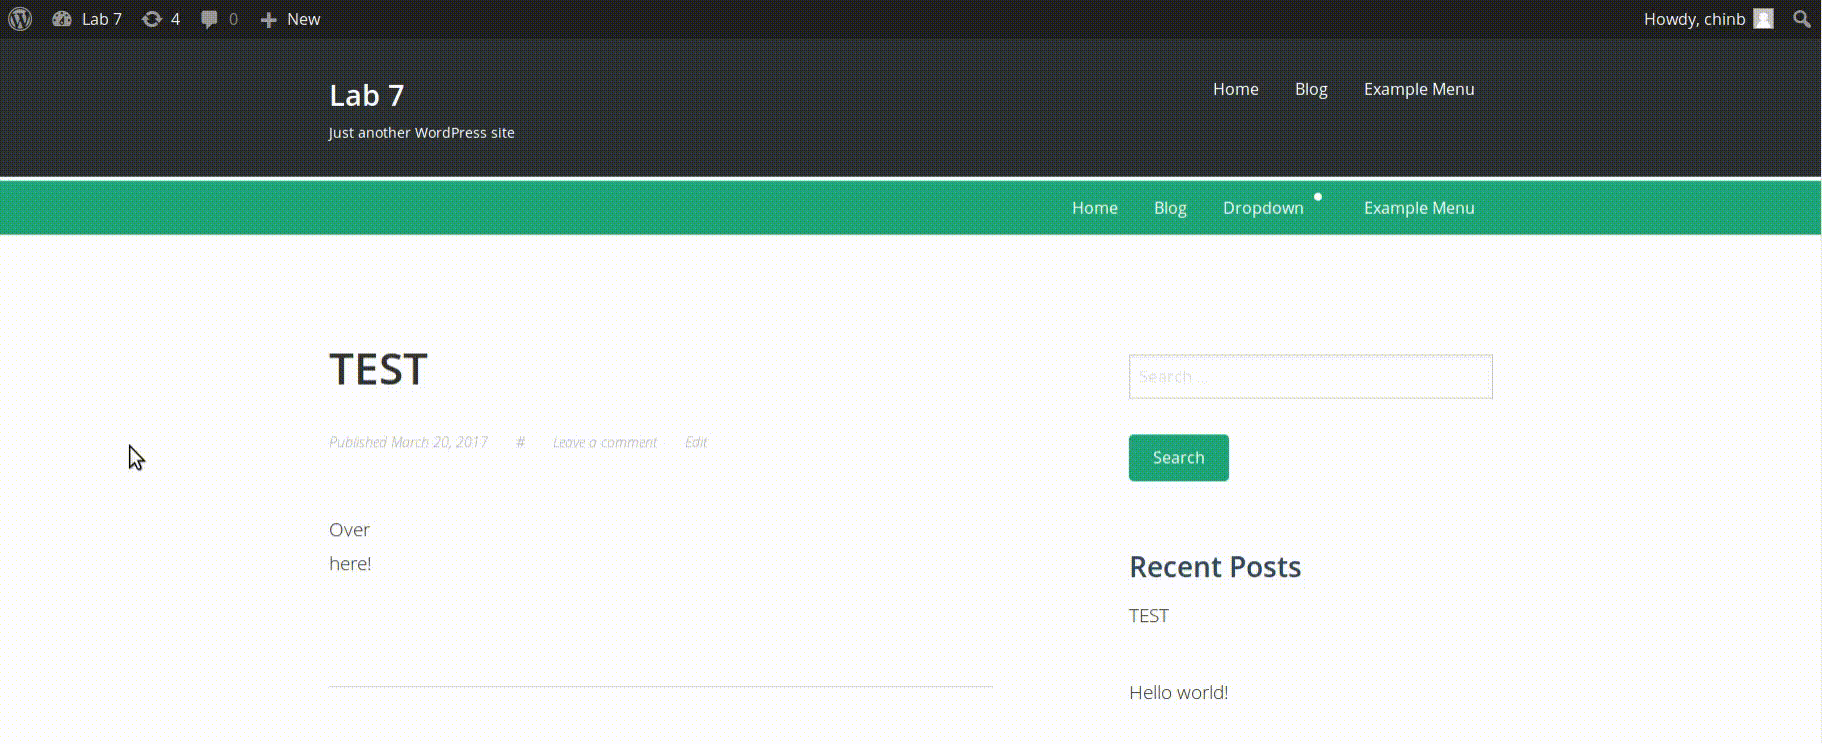 Lab 7 4 0 New Howdy, chinb
Lab 7
Just another WordPress site
Home Blog Example Menu
Home Blog Dropdown Example Menu
TEST
Published March 20, 2017 # Leave a comment Edit
Over
here!
Search ...
Search
Recent Posts
TEST
Hello world!